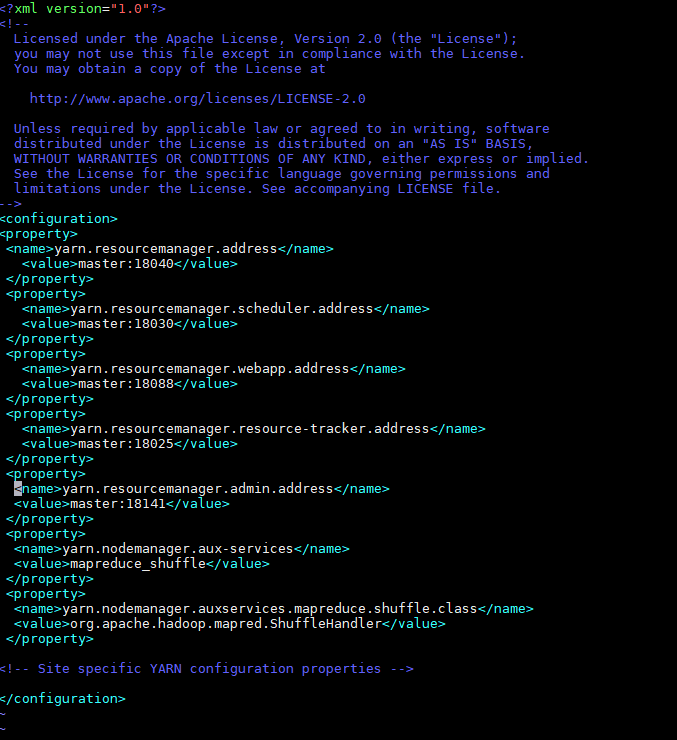 <?xml version="1.0"?>
<!--
  Licensed under the Apache License, Version 2.0 (the "License");
  you may not use this file except in compliance with the License.
  You may obtain a copy of the License at

    http://www.apache.org/licenses/LICENSE-2.0

  Unless required by applicable law or agreed to in writing, software
  distributed under the License is distributed on an "AS IS" BASIS,
  WITHOUT WARRANTIES OR CONDITIONS OF ANY KIND, either express or implied.
  See the License for the specific language governing permissions and
  limitations under the License. See accompanying LICENSE file.
-->
<configuration>
<property>
 <name>yarn.resourcemanager.address</name>
   <value>master:18040</value>
 </property>
<property>
   <name>yarn.resourcemanager.scheduler.address</name>
   <value>master:18030</value>
 </property>
<property>
   <name>yarn.resourcemanager.webapp.address</name>
   <value>master:18088</value>
 </property>
<property>
   <name>yarn.resourcemanager.resource-tracker.address</name>
   <value>master:18025</value>
 </property>
<property>
  <name>yarn.resourcemanager.admin.address</name>
  <value>master:18141</value>
 </property>
<property>
  <name>yarn.nodemanager.aux-services</name>
  <value>mapreduce_shuffle</value>
 </property>
<property>
  <name>yarn.nodemanager.auxservices.mapreduce.shuffle.class</name>
  <value>org.apache.hadoop.mapred.ShuffleHandler</value>
 </property>

<!-- Site specific YARN configuration properties -->

</configuration>
~
~